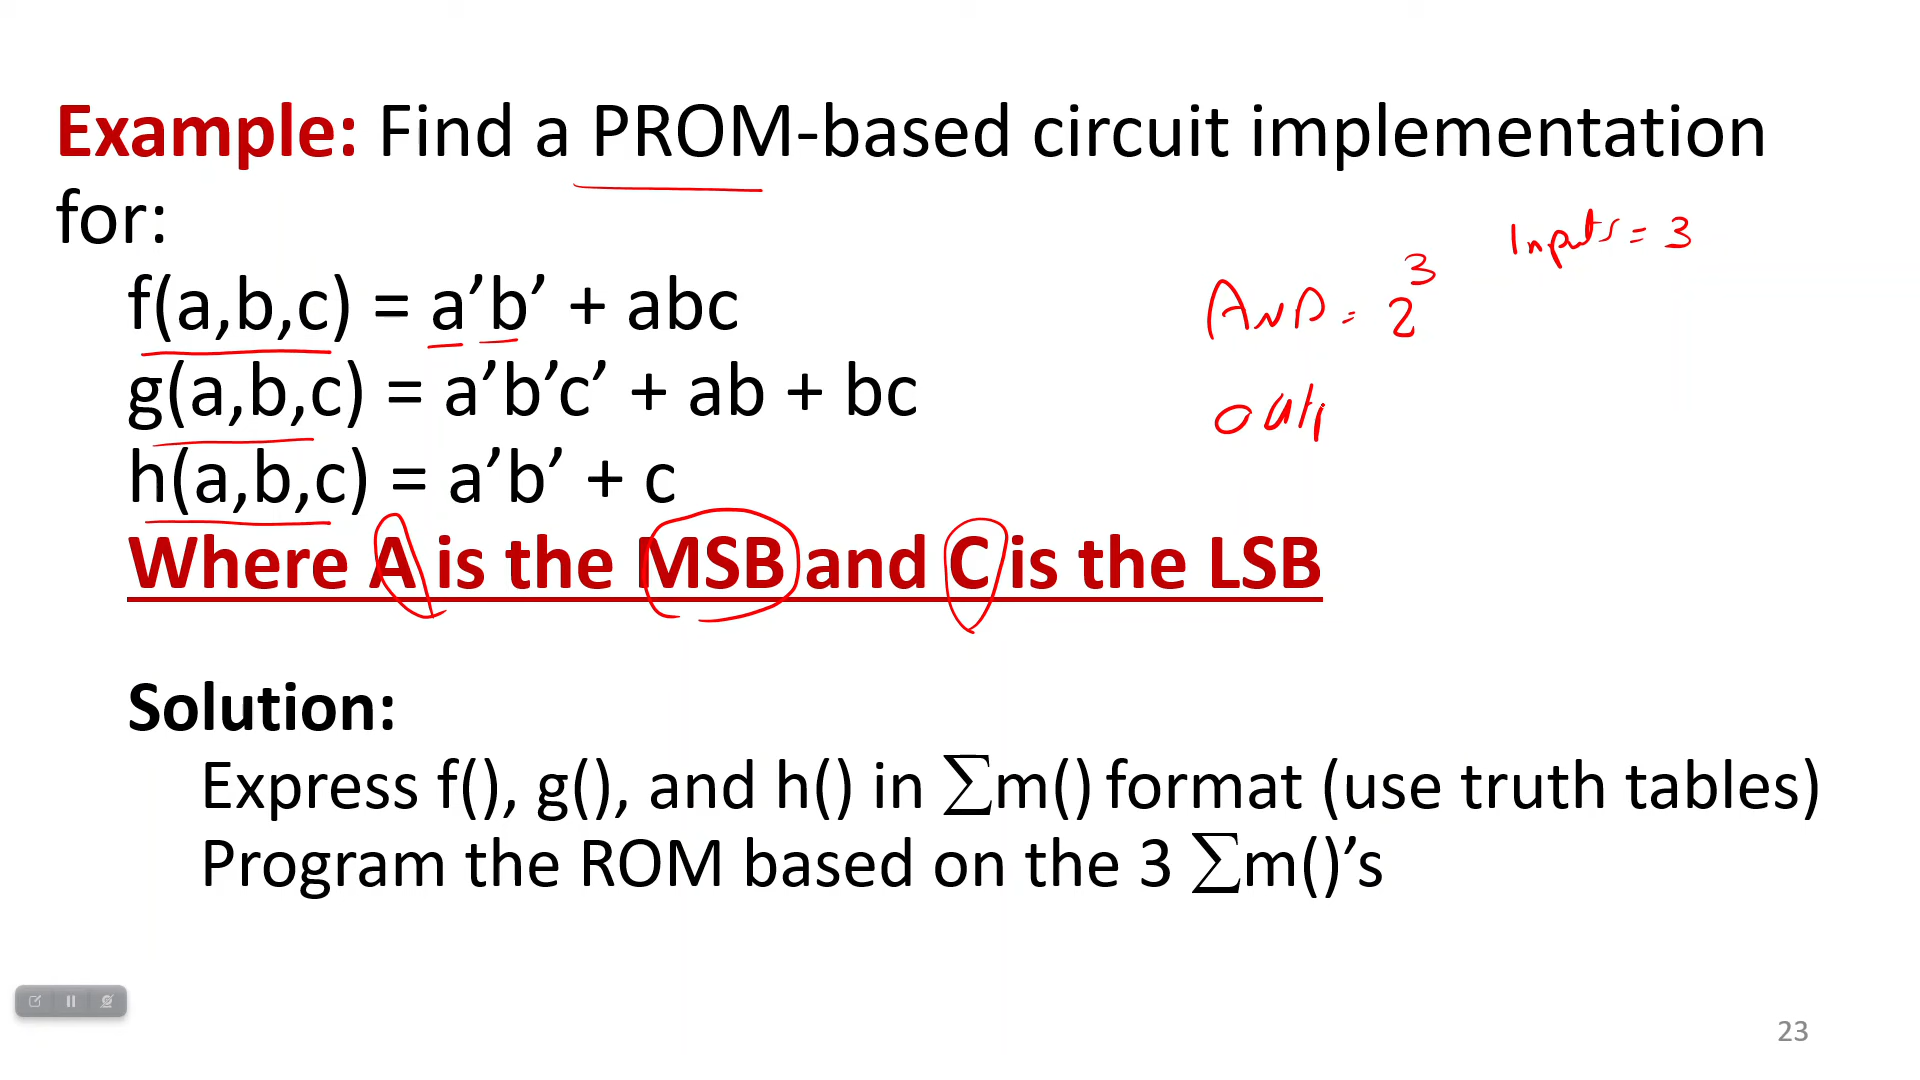 Example: Find a PROM-based circuit implementation
for:
Inputs = 3
f(a,b,c) = a’b’ + abc
AND = 2³
g(a,b,c) = a’b’c’ + ab + bc
outp
h(a,b,c) = a’b’ + c
Where A is the MSB and C is the LSB
Solution:
Express f(), g(), and h() in ∑m() format (use truth tables)
Program the ROM based on the 3 ∑m()’s
23